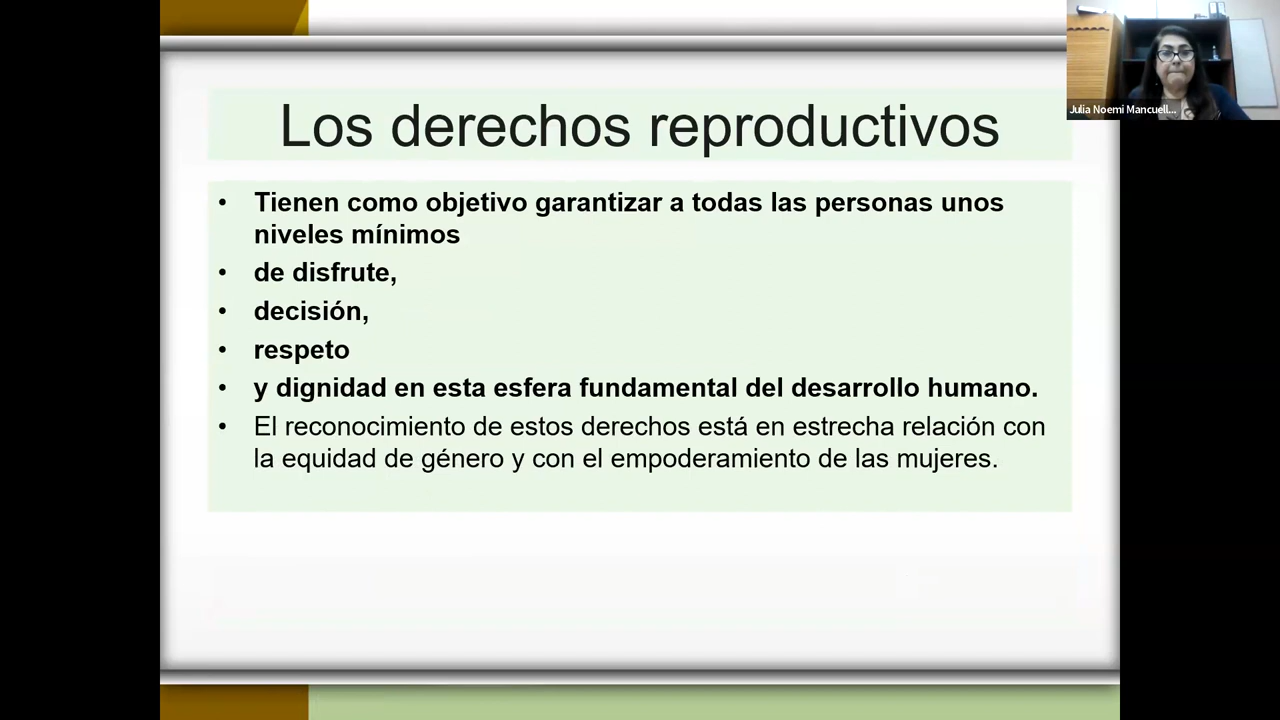 Los derechos reproductivos
• Tienen como objetivo garantizar a todas las personas unos
niveles mínimos
• de disfrute,
• decisión,
• respeto
• y dignidad en esta esfera fundamental del desarrollo humano.
• El reconocimiento de estos derechos está en estrecha relación con
la equidad de género y con el empoderamiento de las mujeres.
Julia Noemi Mancuell...